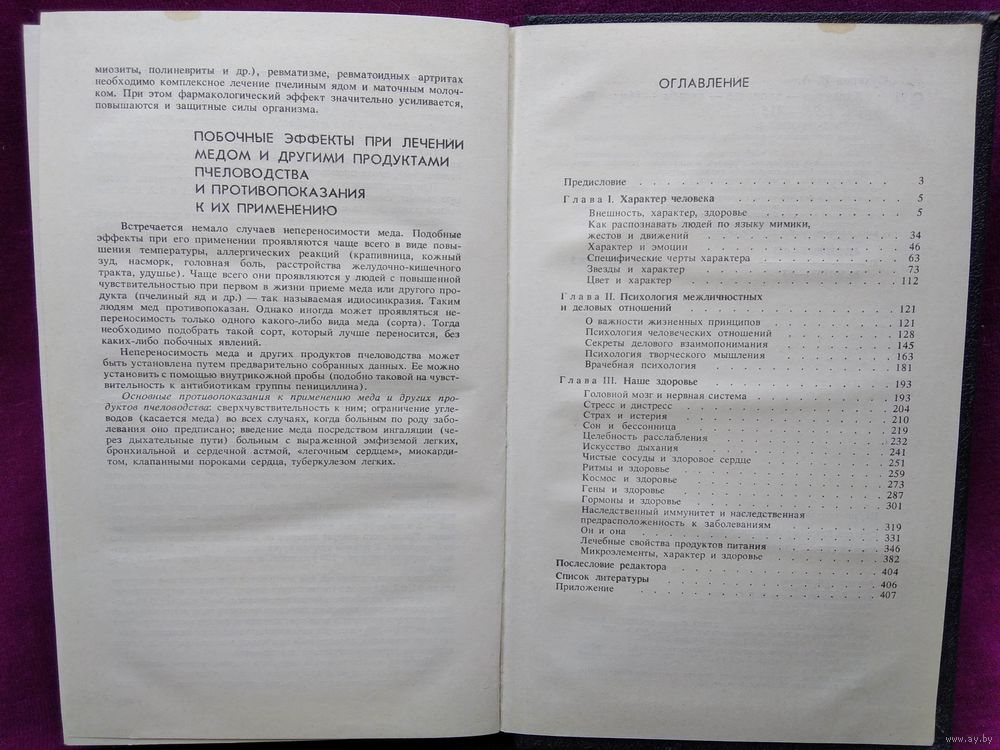 миозиты, полиневриты и др.), ревматизме, ревматоидных артритах
необходимо комплексное лечение пчелиным ядом и маточным молоч-
ком. При этом фармакологический эффект значительно усиливается,
повышаются и защитные силы организма.
ПОБОЧНЫЕ ЭФФЕКТЫ ПРИ ЛЕЧЕНИИ
МЕДОМ И ДРУГИМИ ПРОДУКТАМИ
ПЧЕЛОВОДСТВА
И ПРОТИВОПОКАЗАНИЯ
К ИХ ПРИМЕНЕНИЮ
Встречается немало случаев непереносимости меда. Подобные
эффекты при его применении проявляются чаще всего в виде повы-
шения температуры, аллергических реакций (крапивница, кожный
зуд, насморк, головная боль, расстройства желудочно-кишечного
тракта, удушье). Чаще всего они проявляются у людей с повышенной
чувствительностью при первом в жизни приеме меда или другого про-
дукта (пчелиный яд и др.) — так называемая идиосинкразия. Таким
людям мед противопоказан. Однако иногда может проявляться не-
переносимость только одного какого-либо вида меда (сорта). Тогда
необходимо подобрать такой сорт, который лучше переносится, без
каких-либо побочных явлений.
Непереносимость меда и других продуктов пчеловодства может
быть установлена путем предварительно собранных данных. Ее можно
установить с помощью внутрикожной пробы (подобно таковой на чувст-
вительность к антибиотикам группы пенициллина).
Основные противопоказания к применению меда и других про-
дуктов пчеловодства: сверхчувствительность к ним; ограничение угле-
водов (касается меда) во всех случаях, когда больным по роду забо-
левания оно предписано; введение меда посредством ингаляции (че-
рез дыхательные пути) больным с выраженной эмфиземой легких,
бронхиальной и сердечной астмой, «легочным сердцем», миокарди-
том, клапанными пороками сердца, туберкулезом легких.
ОГЛАВЛЕНИЕ
Предисловие . . . . . . . . . . . . . 3
Глава I. Характер человека . . . . . . . . . . 5
Внешность, характер, здоровье . . . . . . . . 5
Как распознавать людей по языку мимики,
жестов и движений . . . . . . . . . . 34
Характер и эмоции . . . . . . . . . . 46
Специфические черты характера . . . . . . . 63
Звезды и характер . . . . . . . . . . 73
Цвет и характер . . . . . . . . . . 112
Глава II. Психология межличностных
и деловых отношений . . . . . . . . . . 121
О важности жизненных принципов . . . . . . 121
Психология человеческих отношений . . . . . 128
Секреты делового взаимопонимания . . . . . . 145
Психология творческого мышления . . . . . . 163
Врачебная психология . . . . . . . . . 181
Глава III. Наше здоровье . . . . . . . . . 193
Головной мозг и нервная система . . . . . . . 193
Стресс и дистресс . . . . . . . . . . 204
Страх и истерия . . . . . . . . . . 210
Сон и бессонница . . . . . . . . . . 219
Целебность расслабления . . . . . . . . 232
Искусство дыхания . . . . . . . . . 241
Чистые сосуды и здоровое сердце . . . . . . 251
Ритмы и здоровье . . . . . . . . . . 259
Космос и здоровье . . . . . . . . . . 273
Гены и здоровье . . . . . . . . . . 287
Гормоны и здоровье . . . . . . . . . 301
Наследственный иммунитет и наследственная
предрасположенность к заболеваниям . . . . . 319
Он и она . . . . . . . . . . . 331
Лечебные свойства продуктов питания . . . . . 346
Микроэлементы, характер и здоровье . . . . . 382
Послесловие редактора . . . . . . . . . 404
Список литературы . . . . . . . . . . 406
Приложение . . . . . . . . . . . 407
www.ay.by